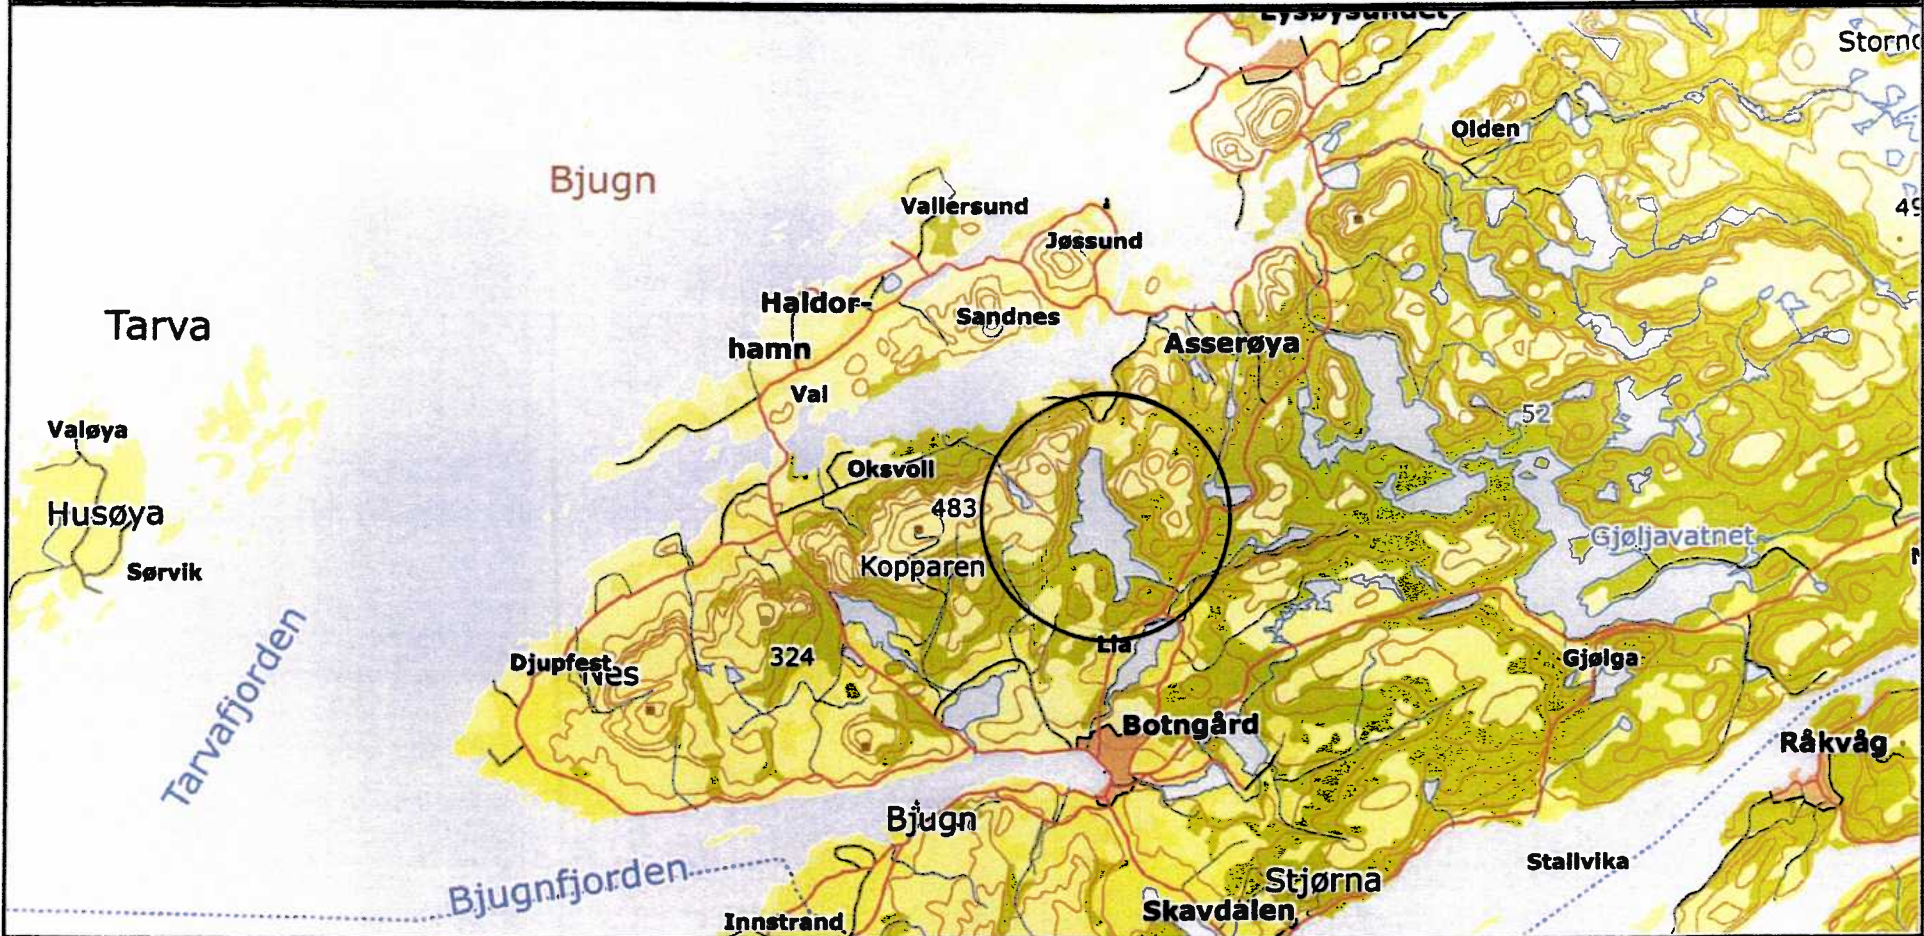 Lysøysundet
Olden
Bjugn
Vallersund
Jøssund
Tarva
Haldor-
hamn
Sandnes
Asserøya
Val
52
Valøya
Oksvoll
483
Husøya
Gjøljavatnet
Kopparen
Sørvik
Lia
324
Djupfest
Nes
Gjølga
Tarvafjorden
Botngård
Råkvåg
Bjugn
Stallvika
Bjugnfjorden
Stjørna
Skavdalen
Innstrand